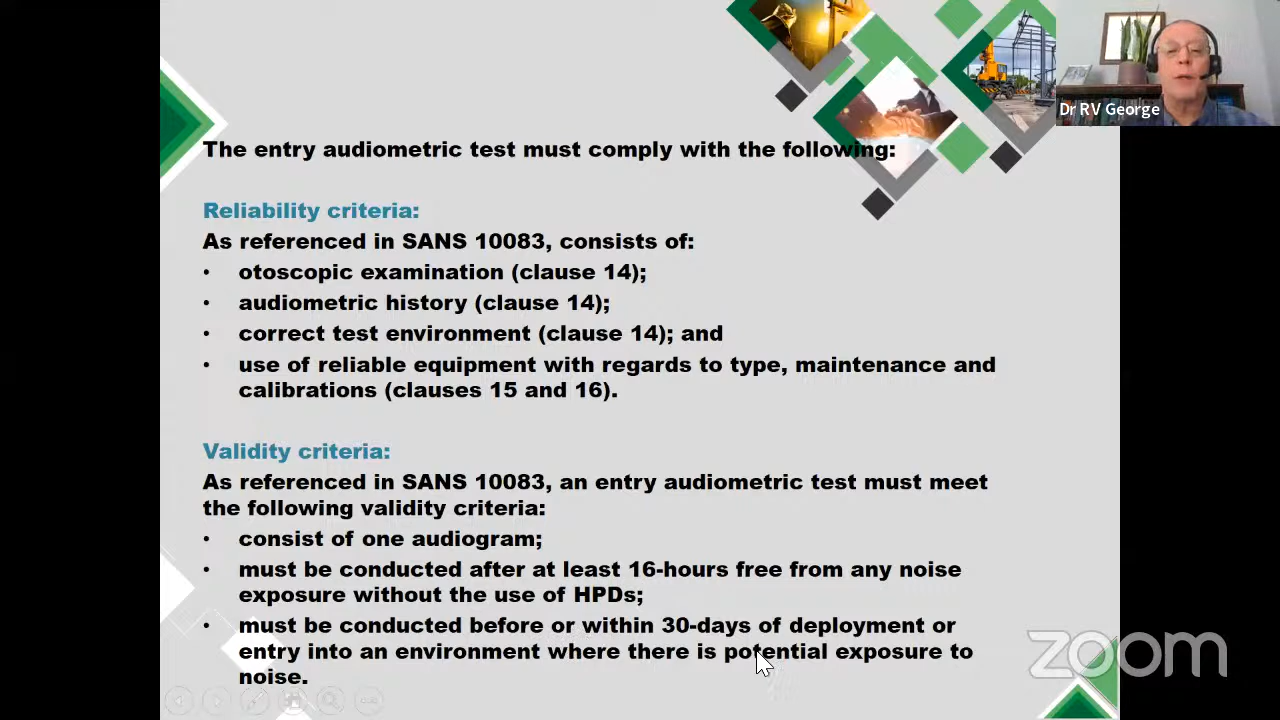 Dr RV George
The entry audiometric test must comply with the following:
Reliability criteria:
As referenced in SANS 10083, consists of:
• otoscopic examination (clause 14);
• audiometric history (clause 14);
• correct test environment (clause 14); and
• use of reliable equipment with regards to type, maintenance and
calibrations (clauses 15 and 16).
Validity criteria:
As referenced in SANS 10083, an entry audiometric test must meet
the following validity criteria:
• consist of one audiogram;
• must be conducted after at least 16-hours free from any noise
exposure without the use of HPDs;
• must be conducted before or within 30-days of deployment or
entry into an environment where there is potential exposure to
noise.
zoom